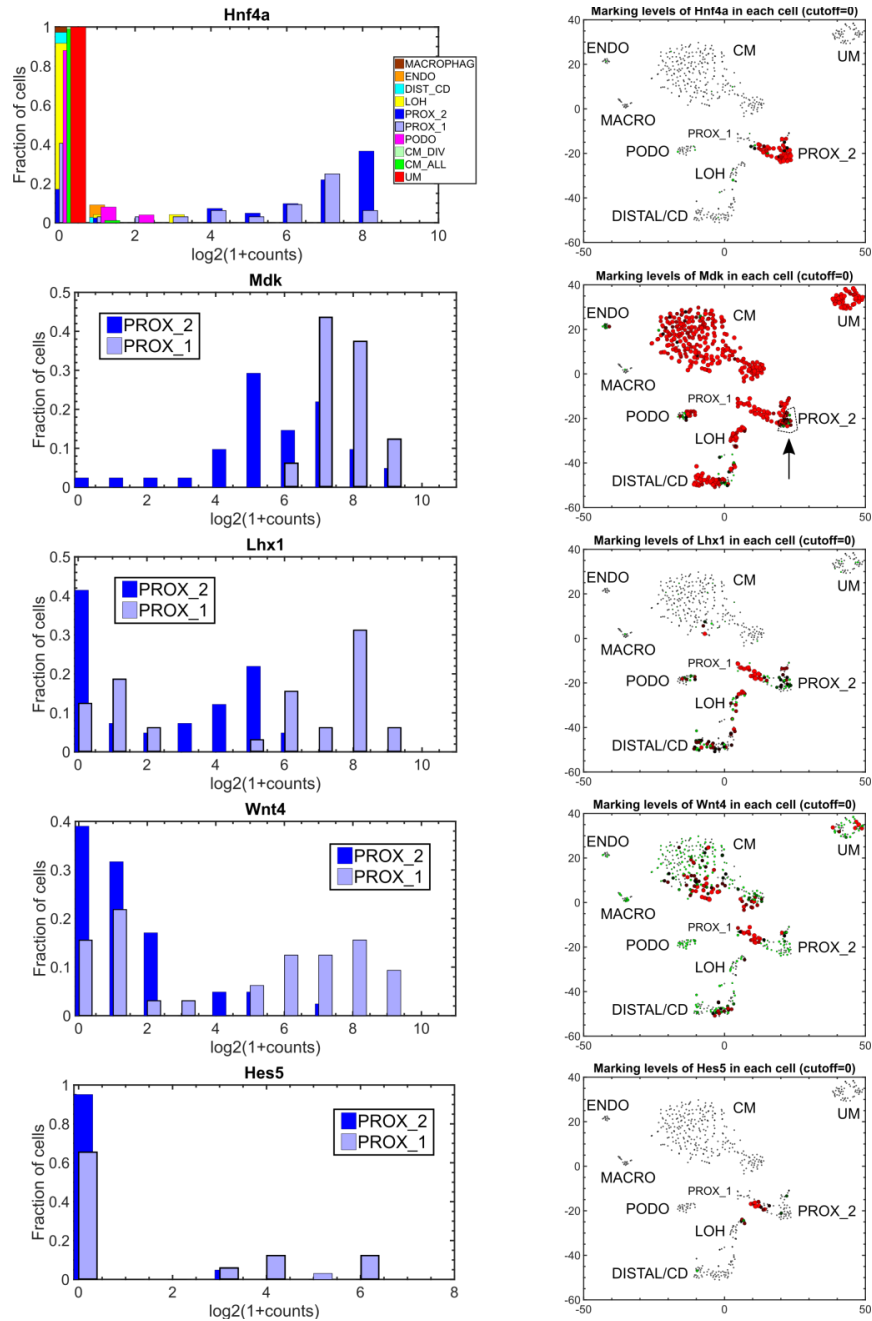 Hnf4a
Fraction of cells
1
0.8
0.6
0.4
0.2
0
MACROPHAG
ENDO
DIST_CD
LOH
PROX_2
PROX_1
PODO
CM_DIV
CM_ALL
UM
0 2 4 6 8 10
log2(1+counts)
Marking levels of Hnf4a in each cell (cutoff=0)
40
20
0
-20
-40
-60
ENDO
CM
UM
MACRO
PROX_1
PODO
PROX_2
LOH
DISTAL/CD
-50 0 50
Mdk
Fraction of cells
0.5
0.4
0.3
0.2
0.1
0
PROX_2
PROX_1
0 2 4 6 8 10
log2(1+counts)
Marking levels of Mdk in each cell (cutoff=0)
40
20
0
-20
-40
-60
ENDO
CM
UM
MACRO
PROX_1
PODO
PROX_2
LOH
DISTAL/CD
-50 0 50
Lhx1
Fraction of cells
0.5
0.4
0.3
0.2
0.1
0
PROX_2
PROX_1
0 2 4 6 8 10
log2(1+counts)
Marking levels of Lhx1 in each cell (cutoff=0)
40
20
0
-20
-40
-60
ENDO
CM
UM
MACRO
PROX_1
PODO
PROX_2
LOH
DISTAL/CD
-50 0 50
Wnt4
Fraction of cells
0.4
0.3
0.2
0.1
0
PROX_2
PROX_1
0 2 4 6 8 10
log2(1+counts)
Marking levels of Wnt4 in each cell (cutoff=0)
40
20
0
-20
-40
-60
ENDO
CM
UM
MACRO
PROX_1
PODO
PROX_2
LOH
DISTAL/CD
-50 0 50
Hes5
Fraction of cells
1
0.8
0.6
0.4
0.2
0
PROX_2
PROX_1
0 2 4 6 8
log2(1+counts)
Marking levels of Hes5 in each cell (cutoff=0)
40
20
0
-20
-40
-60
ENDO
CM
UM
MACRO
PROX_1
PODO
PROX_2
LOH
DISTAL/CD
-50 0 50